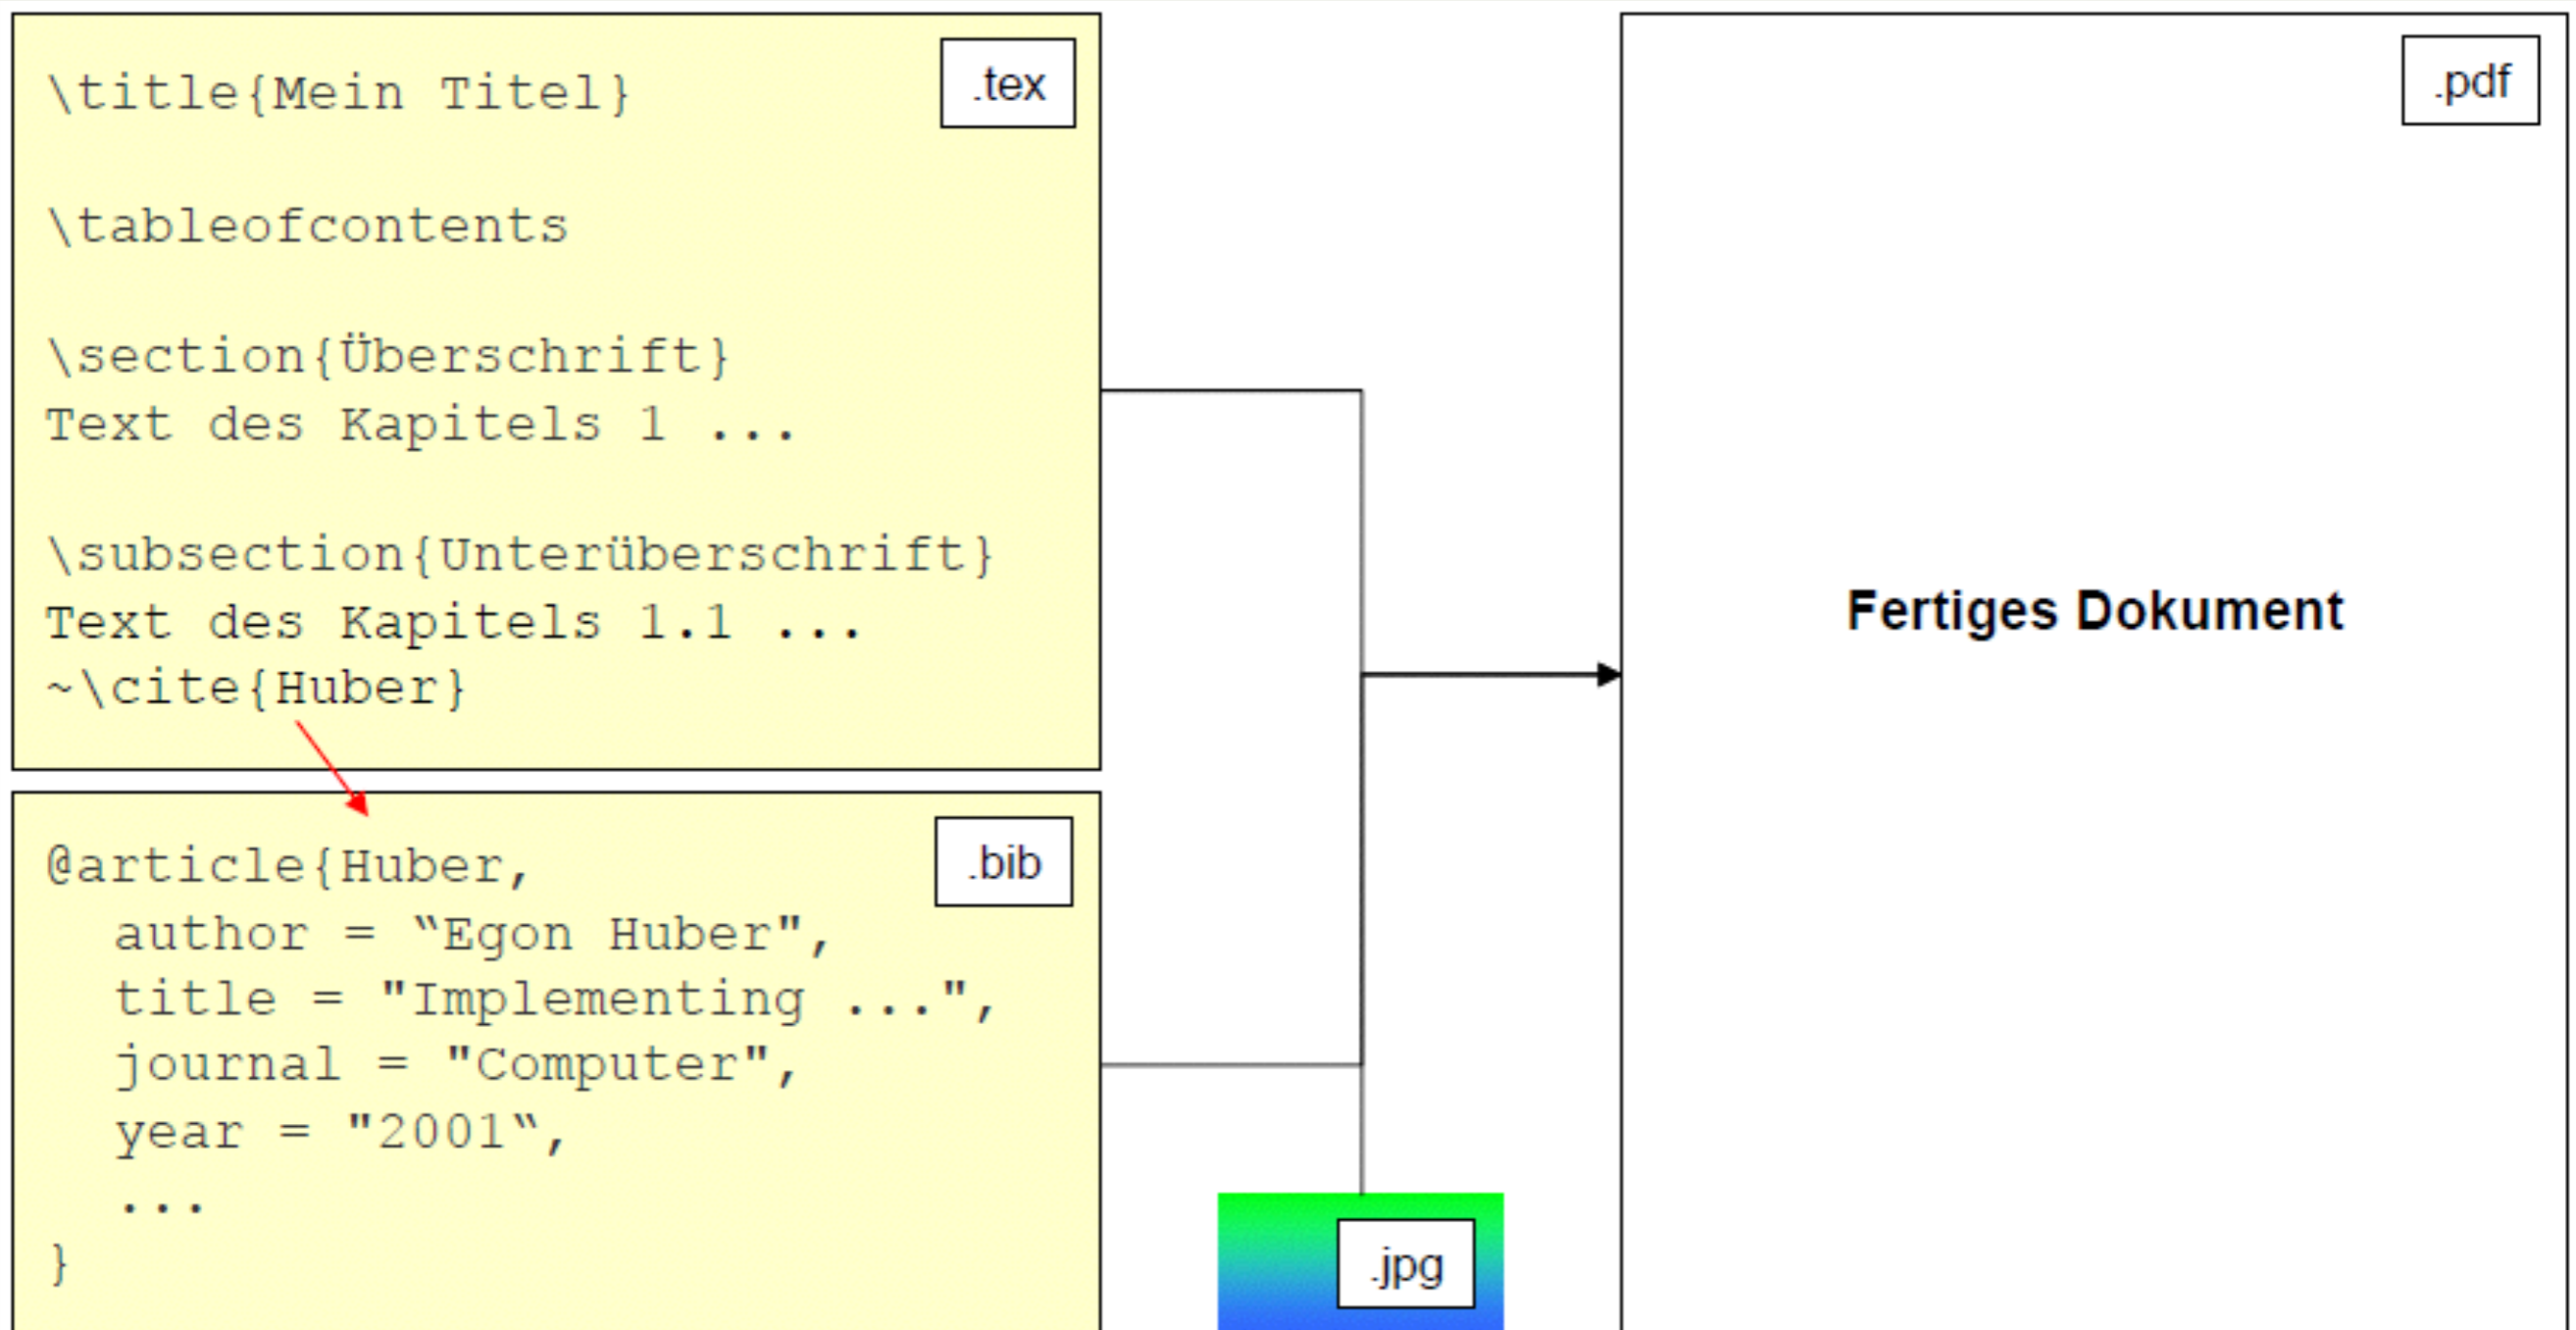 .tex
\title{Mein Titel}
\tableofcontents
\section{Überschrift}
Text des Kapitels 1 ...
\subsection{Unterüberschrift}
Text des Kapitels 1.1 ...
~\cite{Huber}
.bib
@article{Huber,
author = “Egon Huber",
title = "Implementing ...",
journal = "Computer",
year = "2001“,
...
}
.jpg
.pdf
Fertiges Dokument